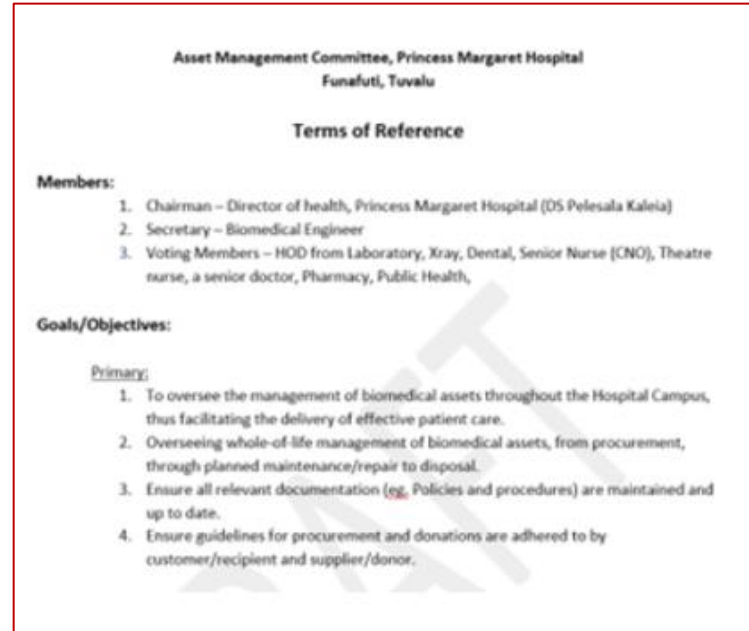 Asset Management Committee, Princess Margaret Hospital
Funafuti, Tuvalu
Terms of Reference
Members:
1. Chairman – Director of health, Princess Margaret Hospital (DS Pelesala Kaleia)
2. Secretary – Biomedical Engineer
3. Voting Members – HOD from Laboratory, Xray, Dental, Senior Nurse (CNO), Theatre
nurse, a senior doctor, Pharmacy, Public Health,
Goals/Objectives:
Primary:
1. To oversee the management of biomedical assets throughout the Hospital Campus,
thus facilitating the delivery of effective patient care.
2. Overseeing whole-of-life management of biomedical assets, from procurement,
through planned maintenance/repair to disposal.
3. Ensure all relevant documentation (eg. Policies and procedures) are maintained and
up to date.
4. Ensure guidelines for procurement and donations are adhered to by
customer/recipient and supplier/donor.